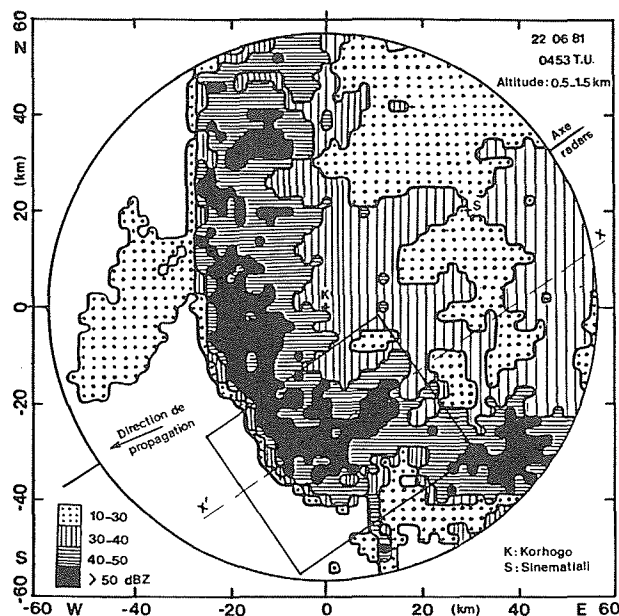 22 06 81
0453 T.U.
Altitude: 0.5_1.5 km
Axe radars
60 N
40
(km)
20
0
20
40
60 S
S
X
K
Direction de propagation
X'
10-30
30-40
40-50
> 50 dBZ
K: Korhogo
S: Sinematiali
60 W 40 20 0 20 (km) 40 E 60